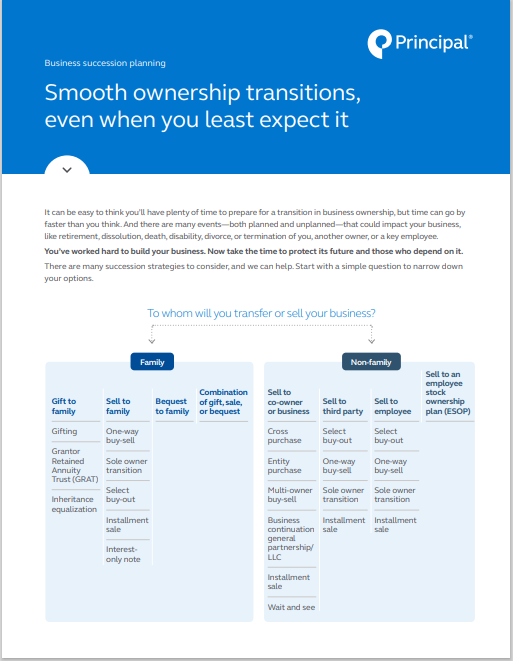 Principal®
Business succession planning
Smooth ownership transitions,
even when you least expect it
It can be easy to think you'll have plenty of time to prepare for a transition in business ownership, but time can go by
faster than you think. And there are many events—both planned and unplanned—that could impact your business,
like retirement, dissolution, death, disability, divorce, or termination of you, another owner, or a key employee.
You've worked hard to build your business. Now take the time to protect its future and those who depend on it.
There are many succession strategies to consider, and we can help. Start with a simple question to narrow down
your options.
To whom will you transfer or sell your business?
Family
Gift to
family
Gifting
Grantor
Retained
Annuity
Trust (GRAT)
Inheritance
equalization
Sell to
family
One-way
buy-sell
Sole owner
transition
Select
buy-out
Installment
sale
Interest-
only note
Bequest
to family
Combination
of gift, sale,
or bequest
Non-family
Sell to
co-owner
or business
Cross
purchase
Entity
purchase
Multi-owner
buy-sell
Business
continuation
general
partnership/
LLC
Installment
sale
Wait and see
Sell to
third party
Select
buy-out
One-way
buy-sell
Sole owner
transition
Installment
sale
Sell to
employee
Select
buy-out
One-way
buy-sell
Sole owner
transition
Installment
sale
Sell to an
employee
stock
ownership
plan (ESOP)